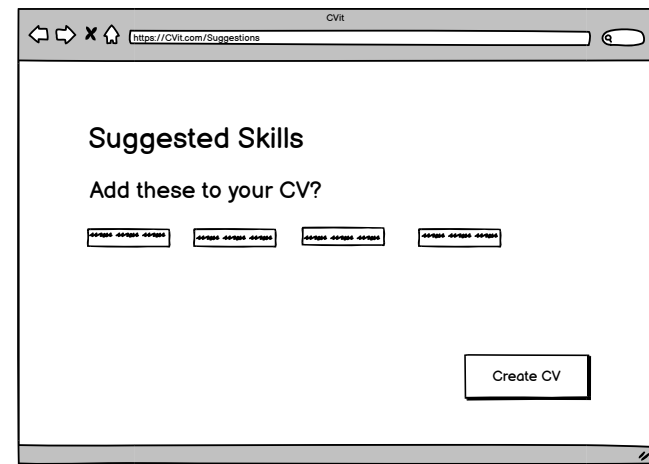 CVit
https://CVit.com/Suggestions
Suggested Skills
Add these to your CV?
Create CV